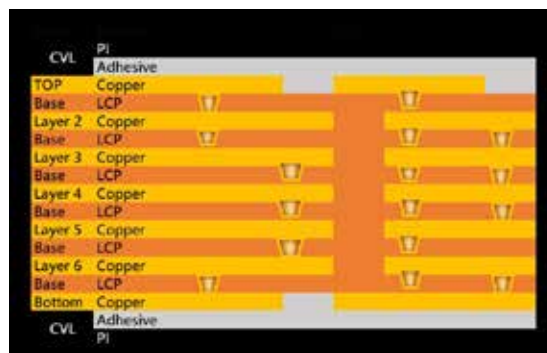 PI
CVL
Adhesive
TOP Copper
Base LCP
Layer 2 Copper
Base LCP
Layer 3 Copper
Base LCP
Layer 4 Copper
Base LCP
Layer 5 Copper
Base LCP
Layer 6 Copper
Base LCP
Bottom Copper
Adhesive
CVL
PI